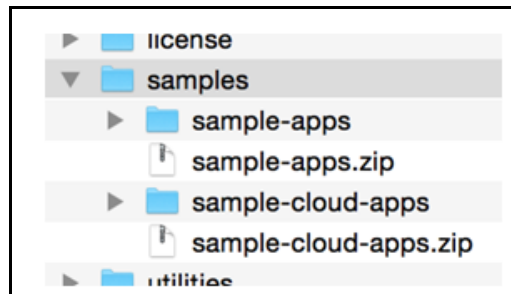 license
samples
sample-apps
sample-apps.zip
sample-cloud-apps
sample-cloud-apps.zip
utilities